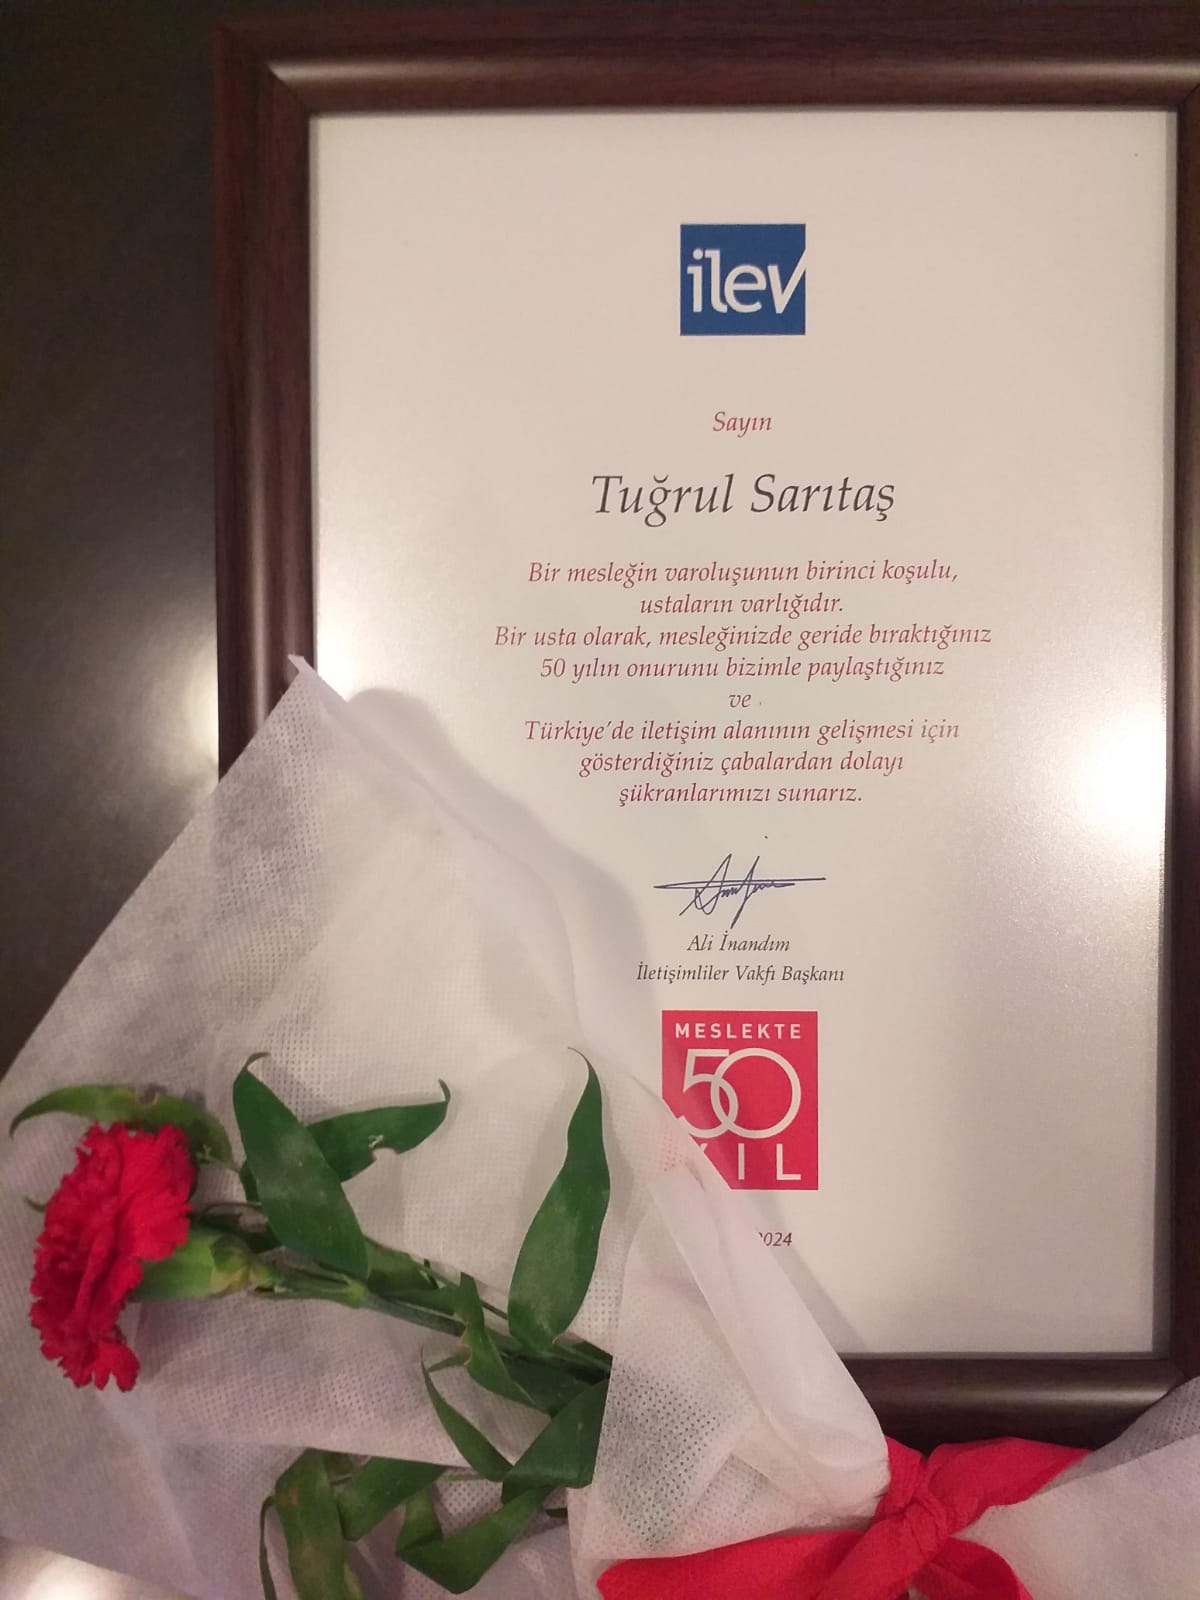 ilev
Sayın
Tuğrul Sarıtaş
Bir mesleğin varoluşunun birinci koşulu,
ustaların varlığıdır.
Bir usta olarak, mesleğinizde geride bıraktığınız
50 yılın onurunu bizimle paylaştığınız
ve
Türkiye'de iletişim alanının gelişmesi için
gösterdiğiniz çabalardan dolayı
şükranlarımızı sunarız.
Ali İnandım
İletişimliler Vakfı Başkanı
MESLEKTE
50
YIL
2024